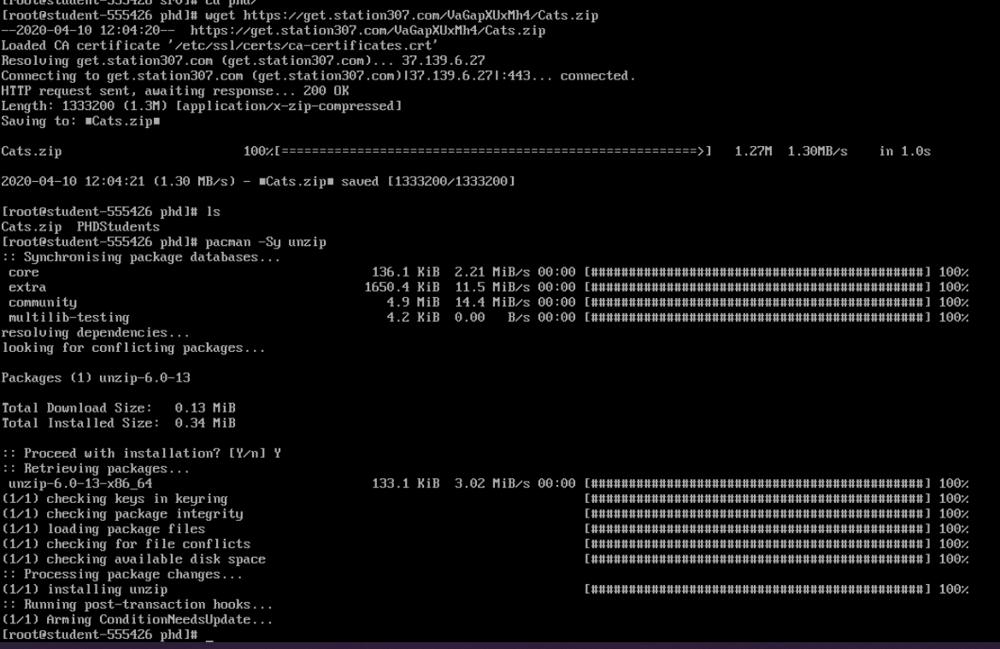 [root@student-555426 srv]# cd phd/
[root@student-555426 phd]# wget https://get.station307.com/VaGapXUxMh4/Cats.zip
--2020-04-10 12:04:20--  https://get.station307.com/VaGapXUxMh4/Cats.zip
Loaded CA certificate '/etc/ssl/certs/ca-certificates.crt'
Resolving get.station307.com (get.station307.com)... 37.139.6.27
Connecting to get.station307.com (get.station307.com)|37.139.6.27|:443... connected.
HTTP request sent, awaiting response... 200 OK
Length: 1333200 (1.3M) [application/x-zip-compressed]
Saving to: ■Cats.zip■
Cats.zip                        100%[=======================================================>]   1.27M  1.30MB/s    in 1.0s
2020-04-10 12:04:21 (1.30 MB/s) - ■Cats.zip■ saved [1333200/1333200]
[root@student-555426 phd]# ls
Cats.zip  PHDStudents
[root@student-555426 phd]# pacman -Sy unzip
:: Synchronising package databases...
 core                                            136.1 KiB  2.21 MiB/s 00:00 [############################################] 100%
 extra                                          1650.4 KiB  11.5 MiB/s 00:00 [############################################] 100%
 community                                         4.9 MiB  14.4 MiB/s 00:00 [############################################] 100%
 multilib-testing                                  4.2 KiB  0.00   B/s 00:00 [############################################] 100%
resolving dependencies...
looking for conflicting packages...
Packages (1) unzip-6.0-13
Total Download Size:   0.13 MiB
Total Installed Size:  0.34 MiB
:: Proceed with installation? [Y/n] Y
:: Retrieving packages...
 unzip-6.0-13-x86_64                             133.1 KiB  3.02 MiB/s 00:00 [############################################] 100%
(1/1) checking keys in keyring                                               [############################################] 100%
(1/1) checking package integrity                                             [############################################] 100%
(1/1) loading package files                                                  [############################################] 100%
(1/1) checking for file conflicts                                            [############################################] 100%
(1/1) checking available disk space                                          [############################################] 100%
:: Processing package changes...
(1/1) installing unzip                                                       [############################################] 100%
:: Running post-transaction hooks...
(1/1) Arming ConditionNeedsUpdate...
[root@student-555426 phd]# _